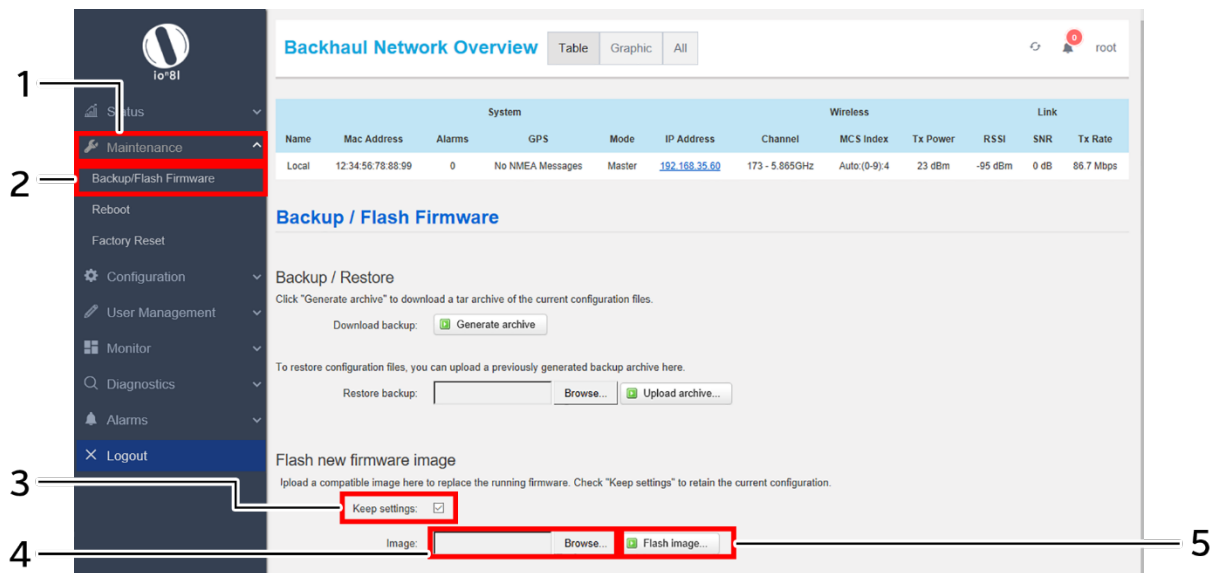 Backhaul Network Overview Table Graphic All 0 root
io*8l
1
Status
System Wireless Link
Name Mac Address Alarms GPS Mode IP Address Channel MCS Index Tx Power RSSI SNR Tx Rate
Maintenance
Local 12:34:56:78:88:99 0 No NMEA Messages Master 192.168.35.60 173 - 5.865GHz Auto:(0-9):4 23 dBm -95 dBm 0 dB 86.7 Mbps
2
Backup/Flash Firmware
Reboot
Factory Reset
Configuration
User Management
Monitor
Diagnostics
Alarms
Logout
Backup / Flash Firmware
Backup / Restore
Click "Generate archive" to download a tar archive of the current configuration files.
Download backup: Generate archive
To restore configuration files, you can upload a previously generated backup archive here.
Restore backup: Browse... Upload archive...
Flash new firmware image
Ipload a compatible image here to replace the running firmware. Check "Keep settings" to retain the current configuration.
3
Keep settings:
4
Image: Browse... Flash image...
5